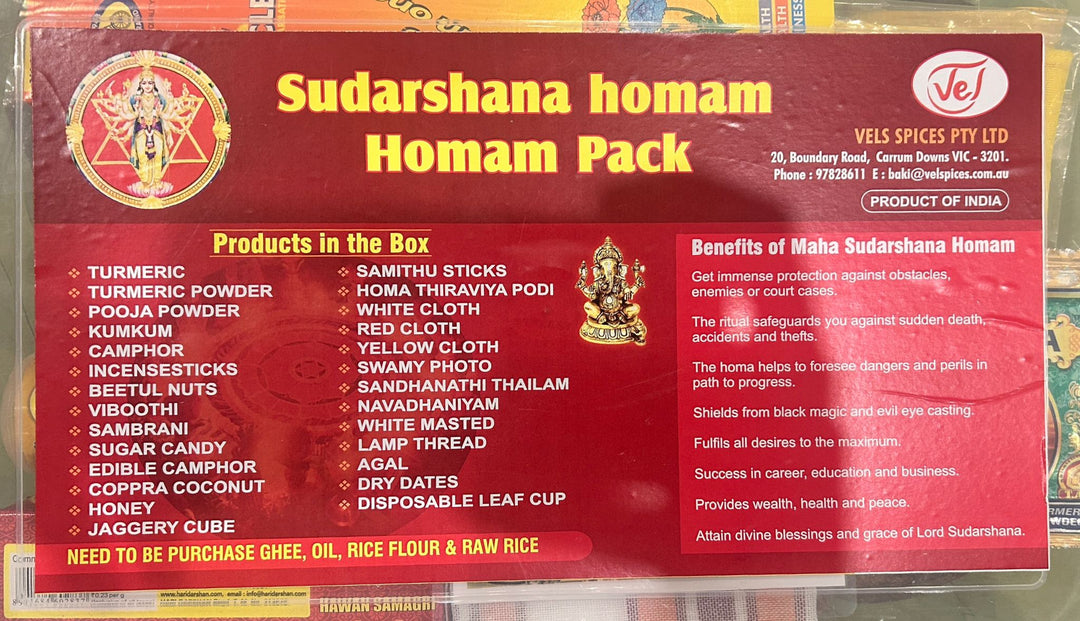 Sudarshana homam
Homam Pack
Vel
VELS SPICES PTY LTD
20, Boundary Road, Carrum Downs VIC - 3201.
Phone : 97828611 E : baki@velspices.com.au
PRODUCT OF INDIA
Products in the Box
TURMERIC
TURMERIC POWDER
POOJA POWDER
KUMKUM
CAMPHOR
INCENSESTICKS
BEETUL NUTS
VIBOOTHI
SAMBRANI
SUGAR CANDY
EDIBLE CAMPHOR
COPPRA COCONUT
HONEY
JAGGERY CUBE
SAMITHU STICKS
HOMA THIRAVIYA PODI
WHITE CLOTH
RED CLOTH
YELLOW CLOTH
SWAMY PHOTO
SANDHANATHI THAILAM
NAVADHANIYAM
WHITE MASTED
LAMP THREAD
AGAL
DRY DATES
DISPOSABLE LEAF CUP
NEED TO BE PURCHASE GHEE, OIL, RICE FLOUR & RAW RICE
Benefits of Maha Sudarshana Homam
Get immense protection against obstacles,
enemies or court cases.
The ritual safeguards you against sudden death,
accidents and thefts.
The homa helps to foresee dangers and perils in
path to progress.
Shields from black magic and evil eye casting.
Fulfils all desires to the maximum.
Success in career, education and business.
Provides wealth, health and peace.
Attain divine blessings and grace of Lord Sudarshana.
www.haridarshan.com, email : info@haridarshan.com
HAWAN SAMAGRI